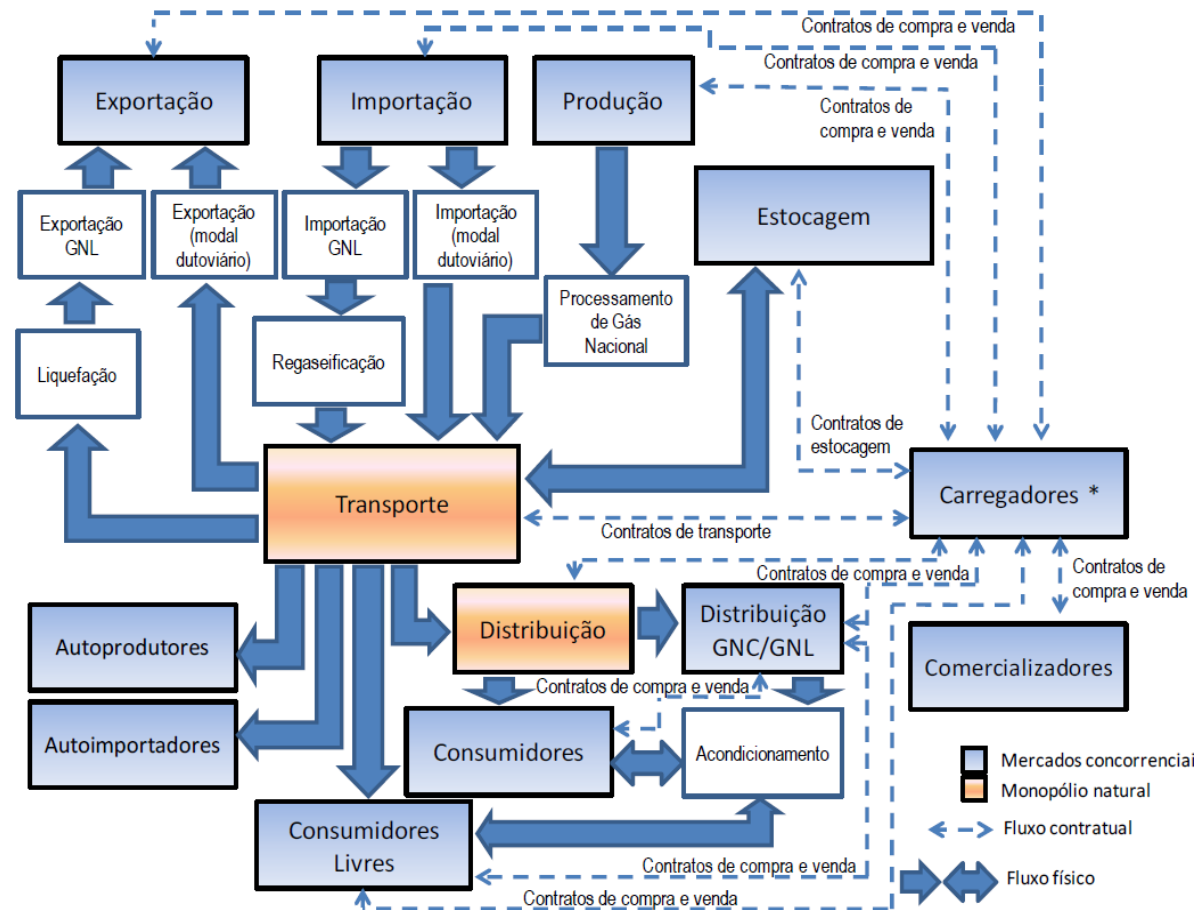 Contratos de compra e venda
Contratos de compra e venda
Exportação
Importação
Produção
Contratos de
compra e venda
Estocagem
Exportação
GNL
Exportação
(modal
dutoviário)
Importação
GNL
Importação
(modal
dutoviário)
Processamento
de Gás
Nacional
Liquefação
Regaseificação
Contratos de
estocagem
Transporte
Carregadores *
Contratos de transporte
Contratos de compra e venda
Contratos de
compra e venda
Autoprodutores
Distribuição
Distribuição
GNC/GNL
Comercializadores
Contratos de compra e venda
Autoimportadores
Consumidores
Acondicionamento
Mercados concorrenciais
Monopólio natural
Fluxo contratual
Fluxo físico
Consumidores
Livres
Contratos de compra e venda
Contratos de compra e venda